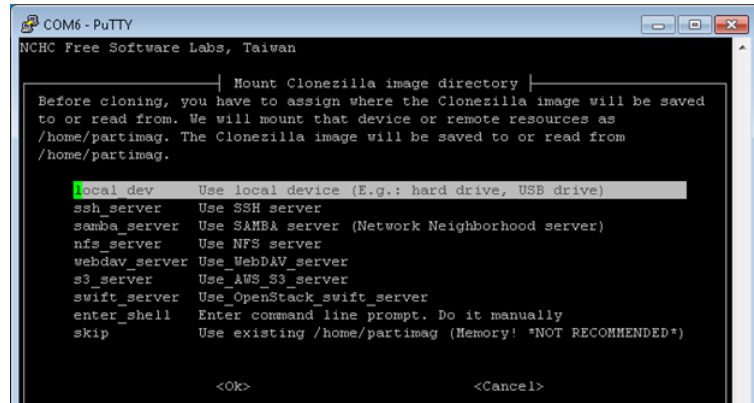 COM6 - PuTTY
NCHC Free Software Labs, Taiwan
Mount Clonezilla image directory
Before cloning, you have to assign where the Clonezilla image will be saved
to or read from. We will mount that device or remote resources as
/home/partimag. The Clonezilla image will be saved to or read from
/home/partimag.
local_dev Use local device (E.g.: hard drive, USB drive)
ssh_server Use SSH server
samba_server Use SAMBA server (Network Neighborhood server)
nfs_server Use NFS server
webdav_server Use_WebDAV_server
s3_server Use_AWS_S3_server
swift_server Use_OpenStack_swift_server
enter_shell Enter command line prompt. Do it manually
skip Use existing /home/partimag (Memory! *NOT RECOMMENDED*)
<Ok> <Cancel>